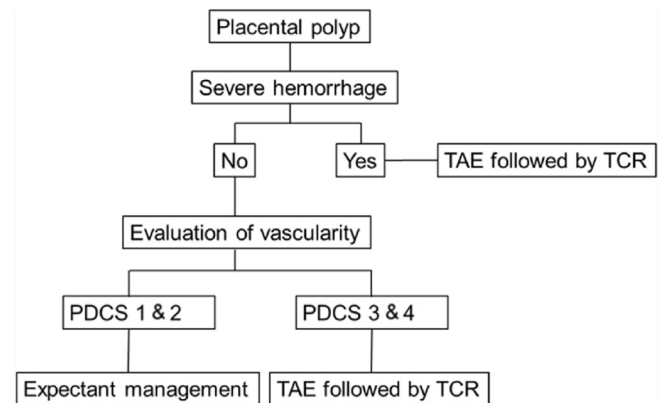 Placental polyp
Severe hemorrhage
No
Yes
TAE followed by TCR
Evaluation of vascularity
PDCS 1 & 2
PDCS 3 & 4
Expectant management
TAE followed by TCR